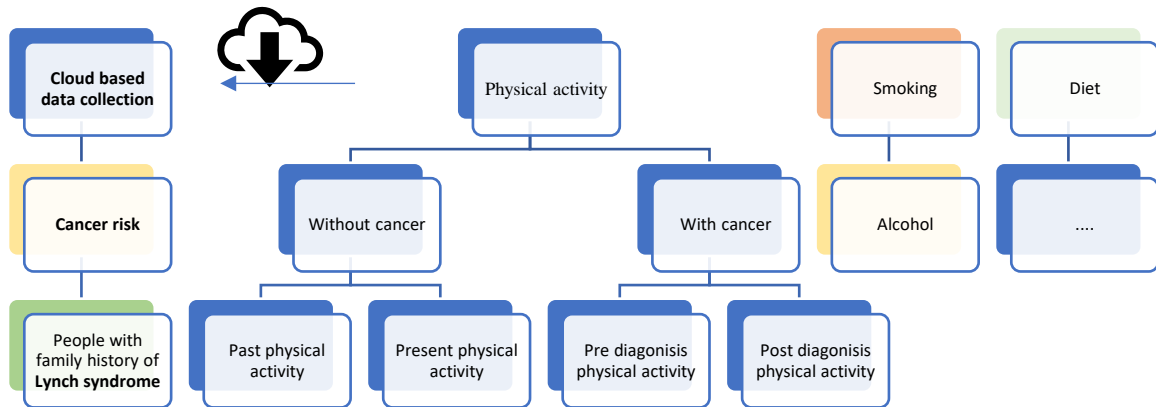 Cloud based
data collection
Physical activity
Smoking
Diet
Cancer risk
Without cancer
With cancer
Alcohol
....
People with
family history of
Lynch syndrome
Past physical
activity
Present physical
activity
Pre diagonisis
physical activity
Post diagonisis
physical activity